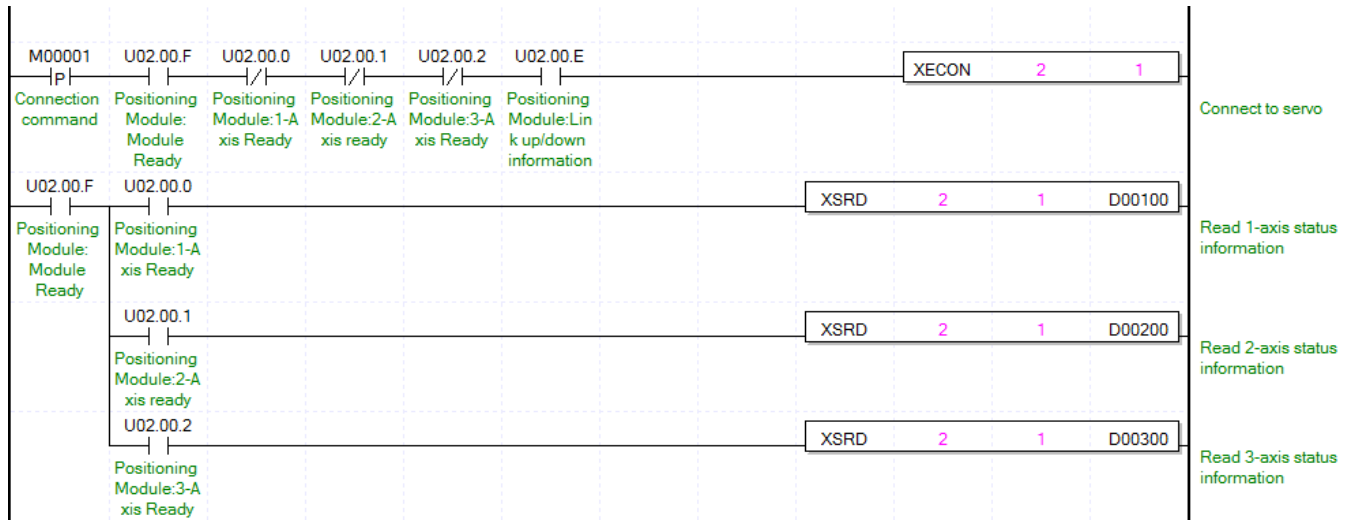 M00001 U02.00.F U02.00.0 U02.00.1 U02.00.2 U02.00.E
P
XECON 2 1
Connection command
Positioning Module: Module Ready
Positioning Module:1-A xis Ready
Positioning Module:2-A xis ready
Positioning Module:3-A xis Ready
Positioning Module:Lin k up/down information
Connect to servo
U02.00.F U02.00.0
XSRD 2 1 D00100
Positioning Module: Module Ready
Positioning Module:1-A xis Ready
Read 1-axis status information
U02.00.1
XSRD 2 1 D00200
Positioning Module:2-A xis ready
Read 2-axis status information
U02.00.2
XSRD 2 1 D00300
Positioning Module:3-A xis Ready
Read 3-axis status information